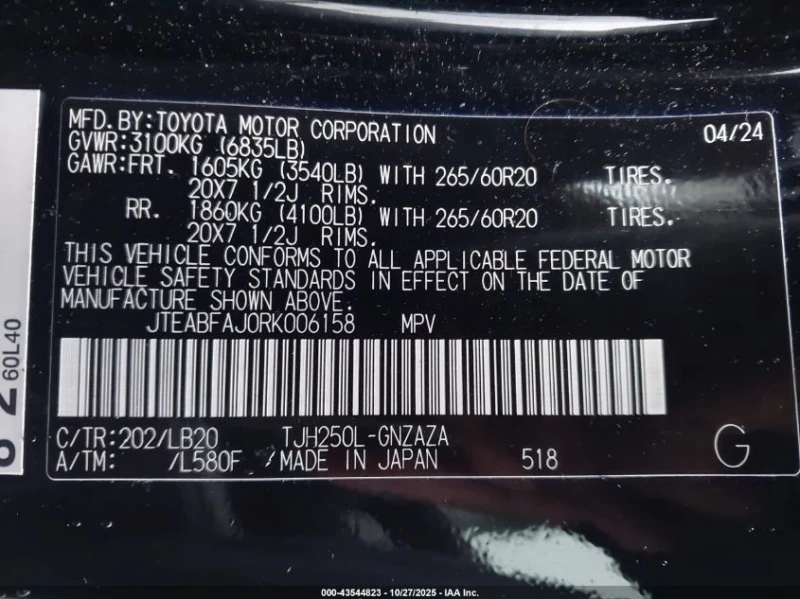 MFD. BY:TOYOTA MOTOR CORPORATION 04/24
GVWR:3100KG (6835LB)
GAWR:FRT. 1605KG (3540LB) WITH 265/60R20 TIRES.
20X7 1/2J RIMS.
RR. 1860KG (4100LB) WITH 265/60R20 TIRES.
20X7 1/2J RIMS.
THIS VEHICLE CONFORMS TO ALL APPLICABLE FEDERAL MOTOR
VEHICLE SAFETY STANDARDS IN EFFECT ON THE DATE OF
MANUFACTURE SHOWN ABOVE.
JTEABFAJ0RK006158 MPV
C/TR:202/LB20 TJH250L-GNZAZA
A/TM: /L580F /MADE IN JAPAN 518 G
60L40
000-43544823 - 10/27/2025 - IAA Inc.